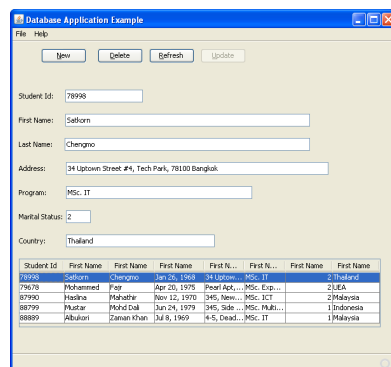 Database Application Example
File Help
New Delete Refresh Update
Student Id: 78998
First Name: Satkorn
Last Name: Chengmo
Address: 34 Uptown Street #4, Tech Park, 78100 Bangkok
Program: MSc. IT
Marital Status: 2
Country: Thailand
Student Id First Name First Name First Name First N... First N... First Name First Name
78998 Satkorn Chengmo Jan 26, 1968 34 Uptow... MSc. IT 2 Thailand
79678 Mohammed Fajr Apr 20, 1975 Pearl Apt,... MSc. Exp... 2 UEA
87990 Haslina Mahathir Nov 12, 1970 345, New... MSc. ICT 2 Malaysia
88799 Mustar Mohd Dali Jun 24, 1979 345, Side ... MSc. Multi... 1 Indonesia
88889 Albukori Zaman Khan Jul 8, 1969 4-5, Dead... MSc. IT 1 Malaysia